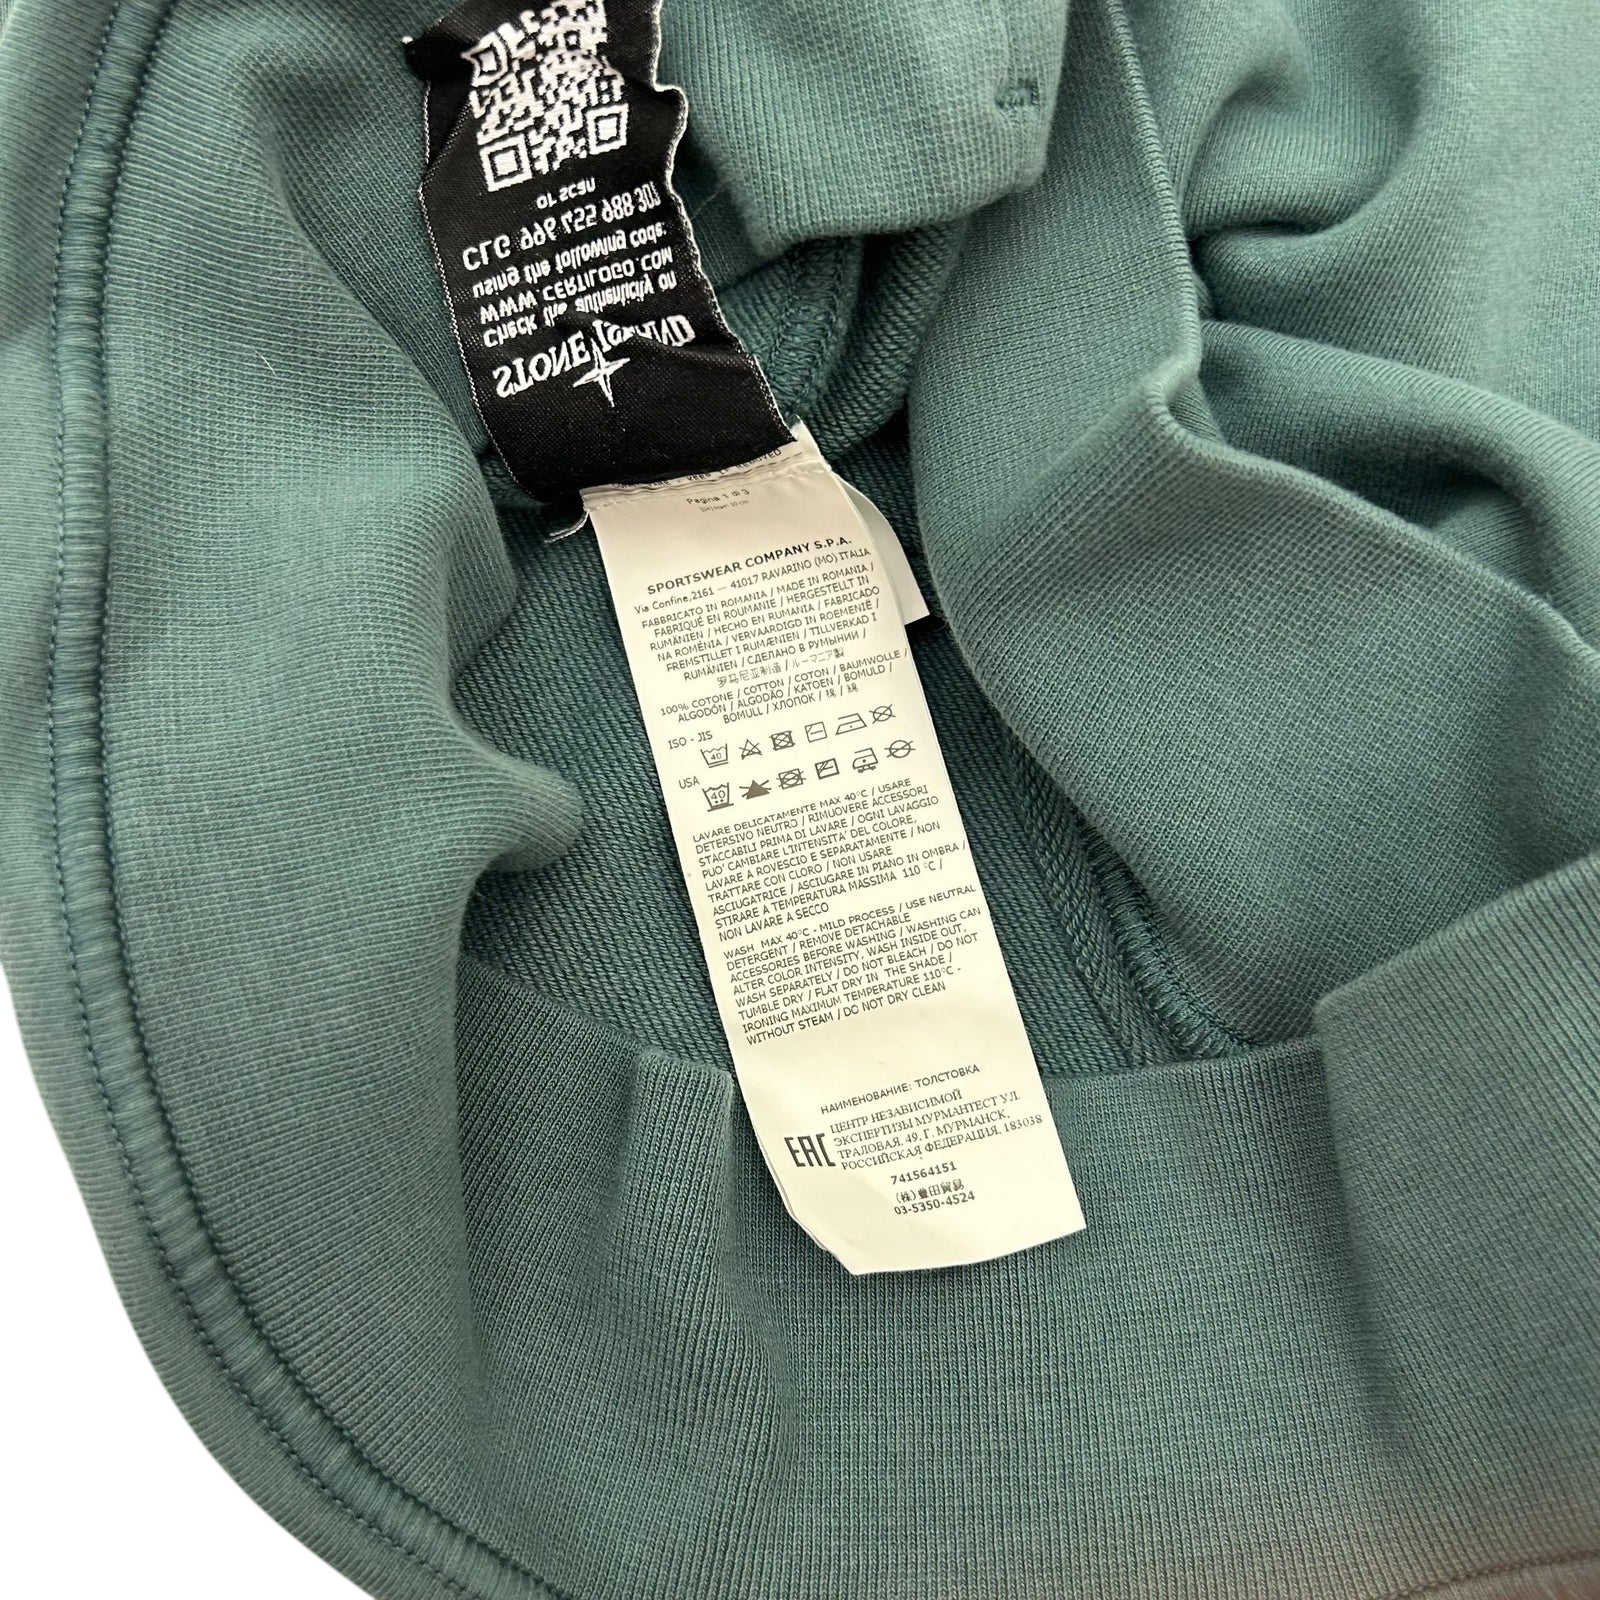 STONE ISLAND
Check the authenticity on
WWW.CERTILOGO.COM
using the following code:
CLG
or scan
Pagina 1 di 3
SPORTSWEAR COMPANY S.P.A.
Via Confine,2161 — 41017 RAVARINO (MO) ITALIA
FABBRICATO IN ROMANIA / MADE IN ROMANIA /
FABRIQUÉ EN ROUMANIE / HERGESTELLT IN
RUMÄNIEN / HECHO EN RUMANIA / FABRICADO
NA ROMÉNIA / VERVAARDIGD IN ROEMENIË /
FREMSTILLET I RUMÆNIEN / TILLVERKAD I
RUMÄNIEN / СДЕЛАНО В РУМЫНИИ /
罗马尼亚制造 / ルーマニア製
100% COTONE / COTTON / COTON / BAUMWOLLE /
ALGODÓN / ALGODÃO / KATOEN / BOMULD /
BOMULL / ХЛОПОК / 棉 / 綿
ISO - JIS
40
USA
40
LAVARE DELICATAMENTE MAX 40°C / USARE
DETERSIVO NEUTRO / RIMUOVERE ACCESSORI
STACCABILI PRIMA DI LAVARE / OGNI LAVAGGIO
PUO' CAMBIARE L'INTENSITA' DEL COLORE,
LAVARE A ROVESCIO E SEPARATAMENTE / NON
TRATTARE CON CLORO / NON USARE
ASCIUGATRICE / ASCIUGARE IN PIANO IN OMBRA /
STIRARE A TEMPERATURA MASSIMA 110 °C /
NON LAVARE A SECCO
WASH MAX 40°C - MILD PROCESS / USE NEUTRAL
DETERGENT / REMOVE DETACHABLE
ACCESSORIES BEFORE WASHING / WASHING CAN
ALTER COLOR INTENSITY, WASH INSIDE OUT,
WASH SEPARATELY / DO NOT BLEACH / DO NOT
TUMBLE DRY / FLAT DRY IN THE SHADE /
IRONING MAXIMUM TEMPERATURE 110°C -
WITHOUT STEAM / DO NOT DRY CLEAN
НАИМЕНОВАНИЕ: ТОЛСТОВКА
EAC
ЦЕНТР НЕЗАВИСИМОЙ
ЭКСПЕРТИЗЫ МУРМАНТЕСТ УЛ.
ТРАЛОВАЯ, 49, Г. МУРМАНСК,
РОССИЙСКАЯ ФЕДЕРАЦИЯ, 183038
741564151
(株)豊田貿易
03-5350-4524